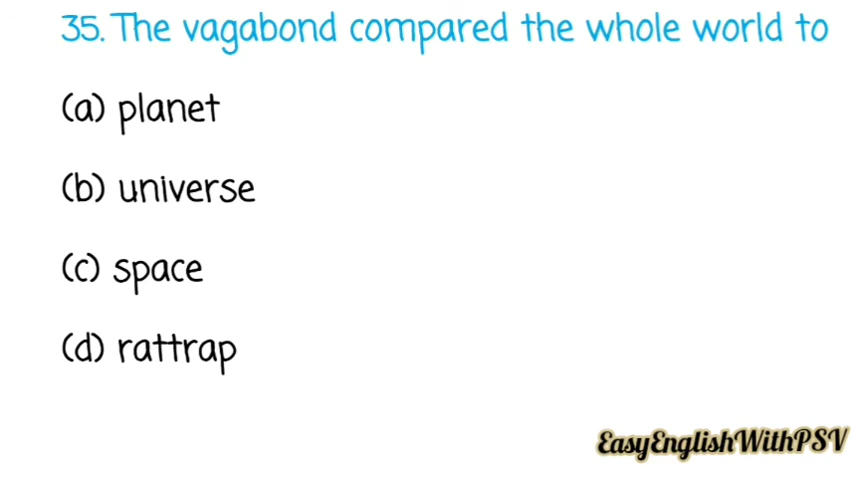 35. The vagabond compared the whole world to
(a) planet
(b) universe
(c) space
(d) rattrap
EasyEnglishWithPSV